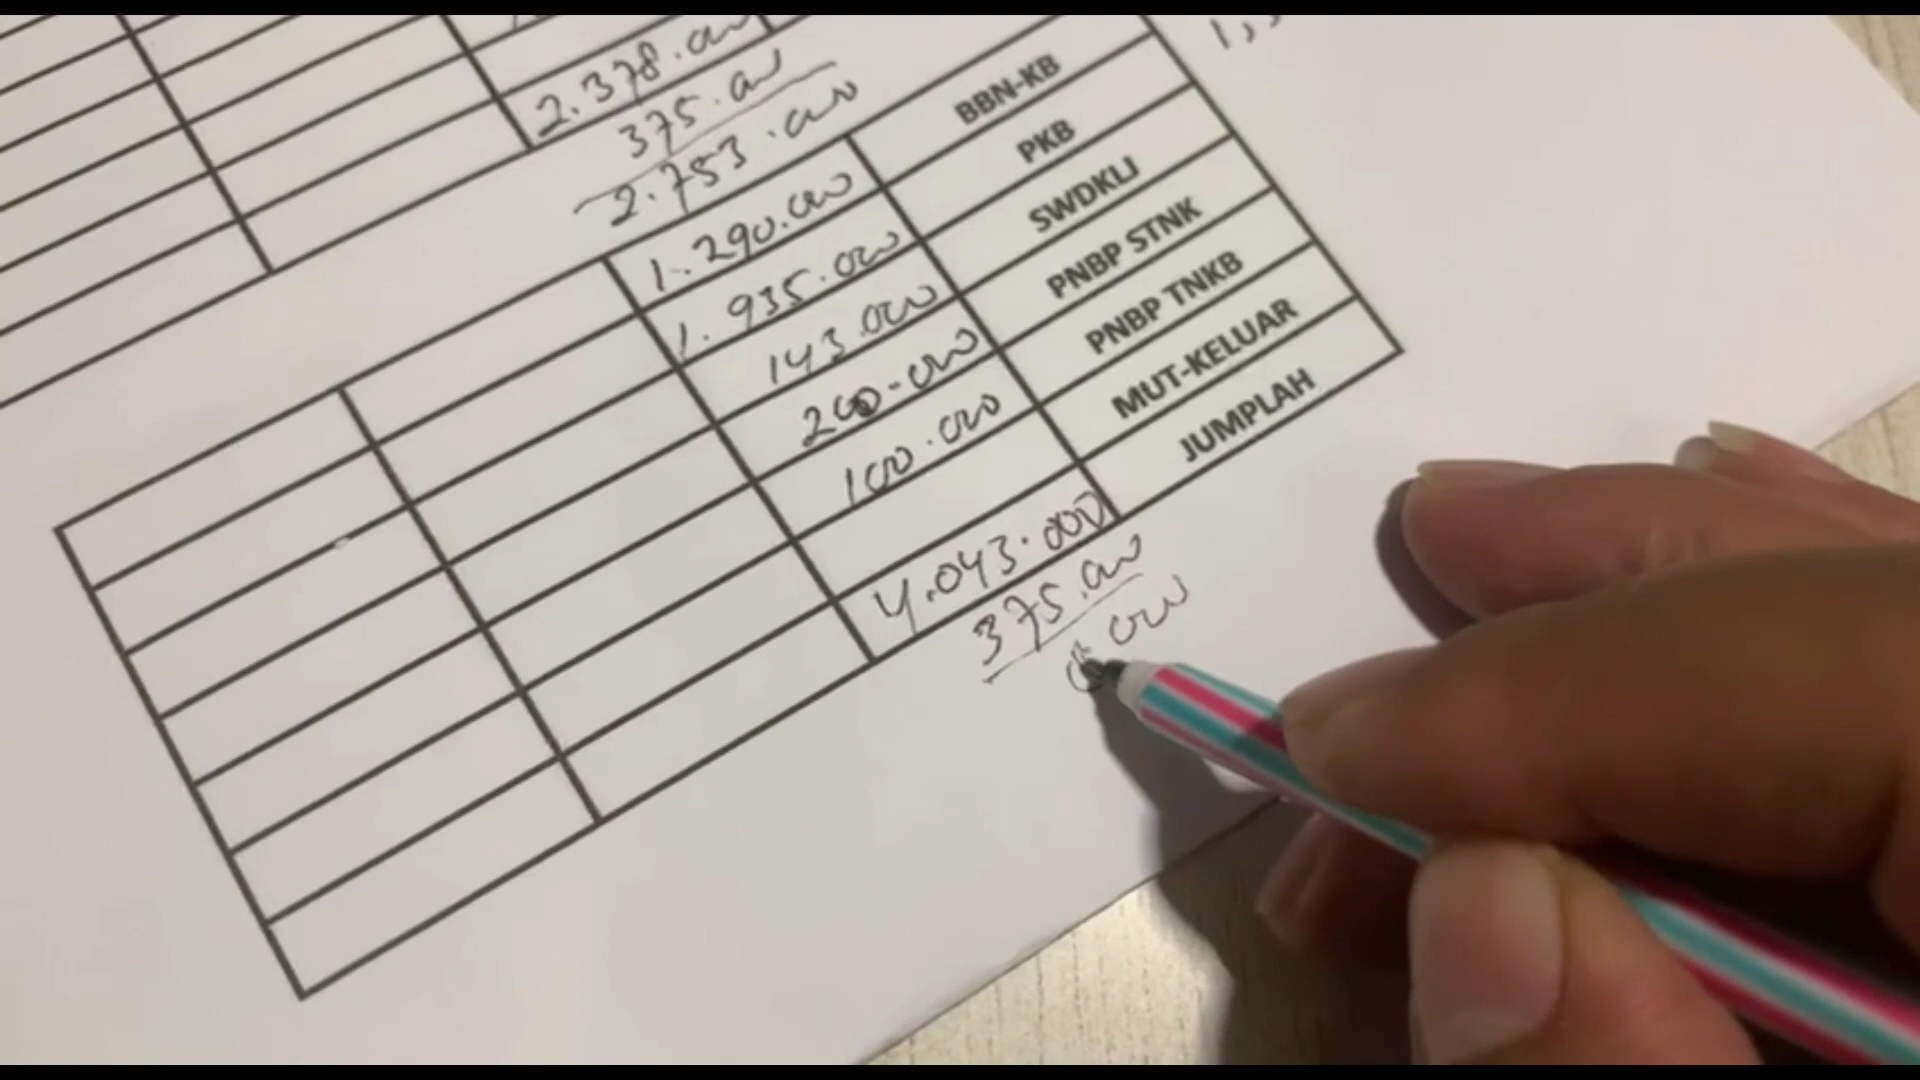 2.378.000
375.000
2.753.000
1.290.000 BBN-KB
1.935.000 PKB
143.000 SWDKLJ
200.000 PNBP STNK
100.000 PNBP TNKB
MUT-KELUAR
4.043.000 JUMPLAH
375.000
000